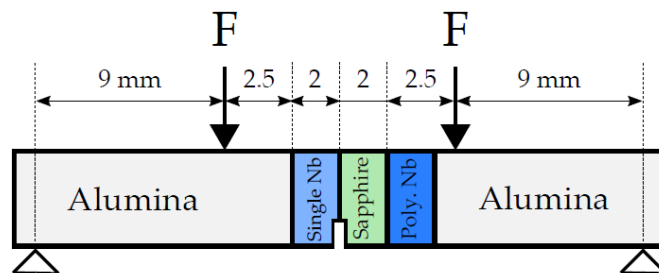 F F
9 mm 2.5 2 2 2.5 9 mm
Alumina Single Nb Sapphire Poly. Nb Alumina